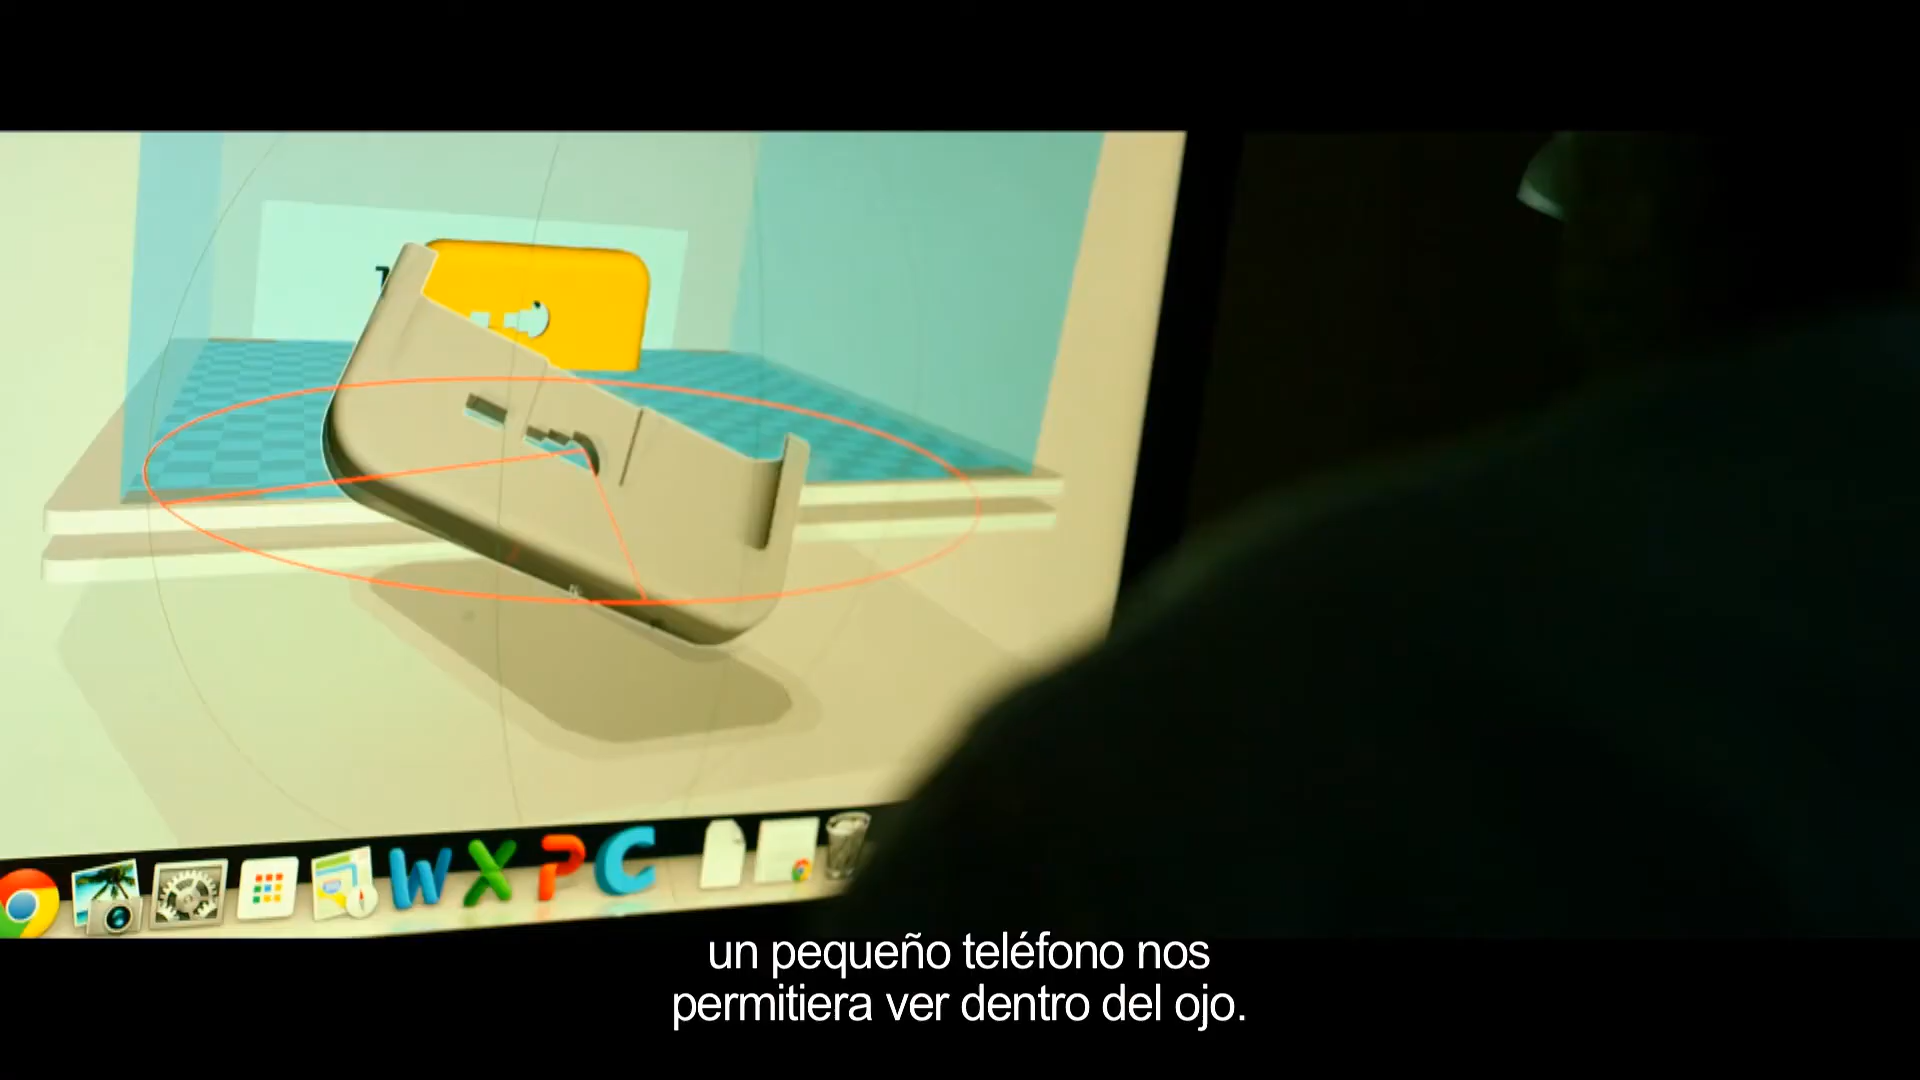 W X P C
un pequeño teléfono nos
permitiera ver dentro del ojo.